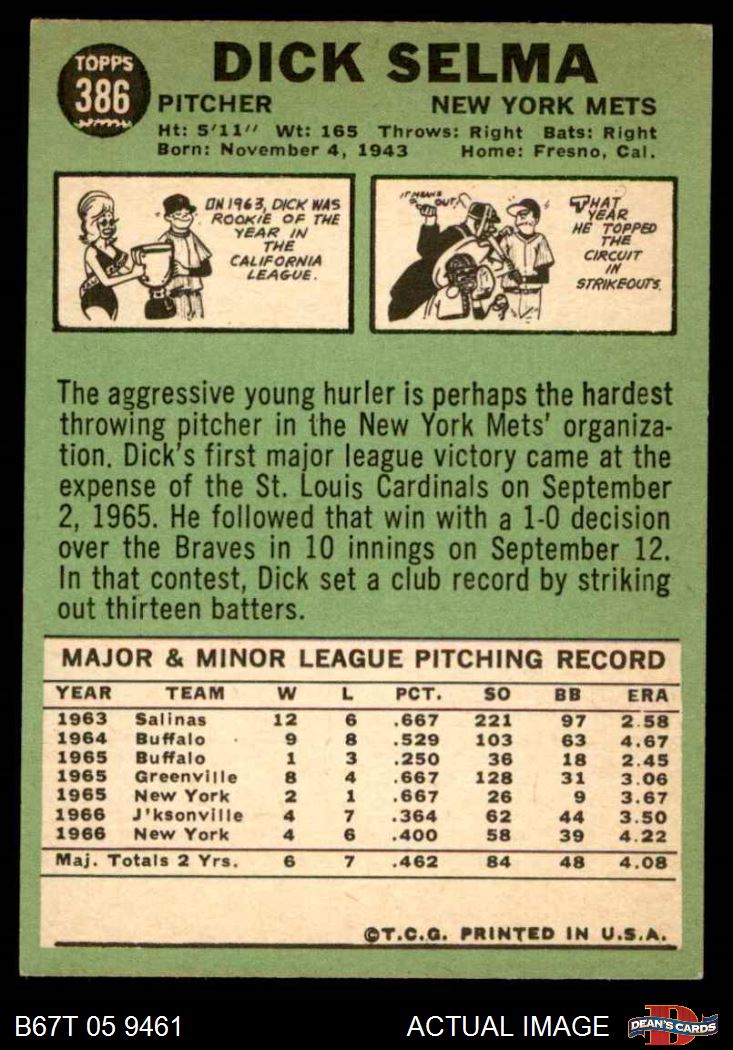 TOPPS
386
DICK SELMA
PITCHER NEW YORK METS
Ht: 5'11" Wt: 165 Throws: Right Bats: Right
Born: November 4, 1943 Home: Fresno, Cal.
IN 1963, DICK WAS
ROOKIE OF THE
YEAR IN
THE
CALIFORNIA
LEAGUE.
IT MEANS
OUT!
THAT
YEAR
HE TOPPED
THE
CIRCUIT
IN
STRIKEOUTS.
The aggressive young hurler is perhaps the hardest
throwing pitcher in the New York Mets' organiza-
tion. Dick's first major league victory came at the
expense of the St. Louis Cardinals on September
2, 1965. He followed that win with a 1-0 decision
over the Braves in 10 innings on September 12.
In that contest, Dick set a club record by striking
out thirteen batters.
MAJOR & MINOR LEAGUE PITCHING RECORD
YEAR TEAM W L PCT. SO BB ERA
1963 Salinas 12 6 .667 221 97 2.58
1964 Buffalo 9 8 .529 103 63 4.67
1965 Buffalo 1 3 .250 36 18 2.45
1965 Greenville 8 4 .667 128 31 3.06
1965 New York 2 1 .667 26 9 3.67
1966 J'ksonville 4 7 .364 62 44 3.50
1966 New York 4 6 .400 58 39 4.22
Maj. Totals 2 Yrs. 6 7 .462 84 48 4.08
©T.C.G. PRINTED IN U.S.A.
B67T 05 9461 ACTUAL IMAGE DEAN'S CARDS